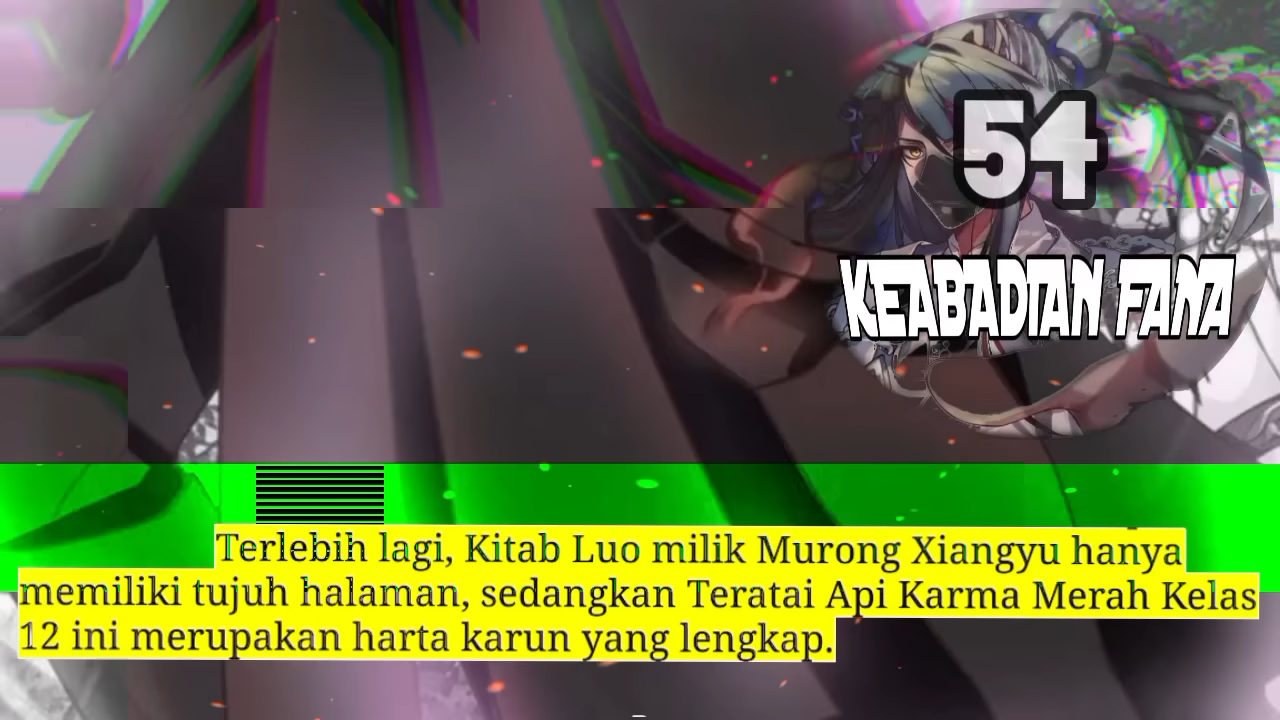 54
KEABADIAN FANA
Terlebih lagi, Kitab Luo milik Murong Xiangyu hanya
memiliki tujuh halaman, sedangkan Teratai Api Karma Merah Kelas
12 ini merupakan harta karun yang lengkap.